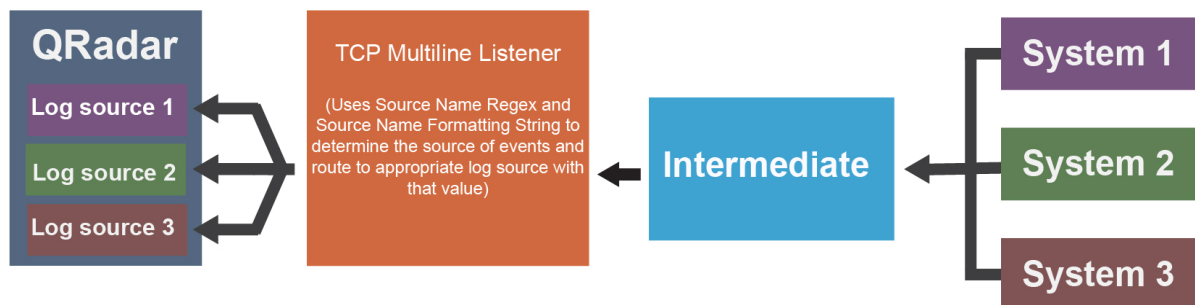 QRadar
Log source 1
Log source 2
Log source 3
TCP Multiline Listener
(Uses Source Name Regex and
Source Name Formatting String to
determine the source of events and
route to appropriate log source with
that value)
Intermediate
System 1
System 2
System 3